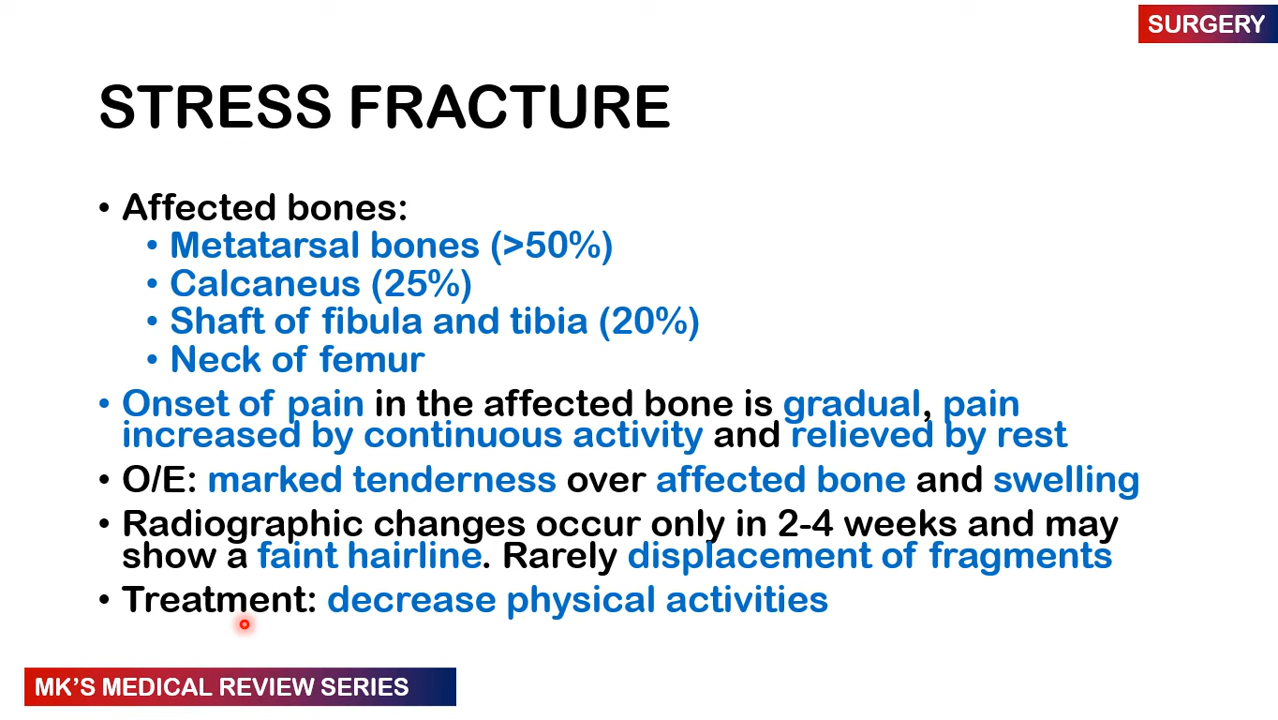 SURGERY
STRESS FRACTURE
• Affected bones:
• Metatarsal bones (>50%)
• Calcaneus (25%)
• Shaft of fibula and tibia (20%)
• Neck of femur
• Onset of pain in the affected bone is gradual, pain
increased by continuous activity and relieved by rest
• O/E: marked tenderness over affected bone and swelling
• Radiographic changes occur only in 2-4 weeks and may
show a faint hairline. Rarely displacement of fragments
• Treatment: decrease physical activities
MK'S MEDICAL REVIEW SERIES